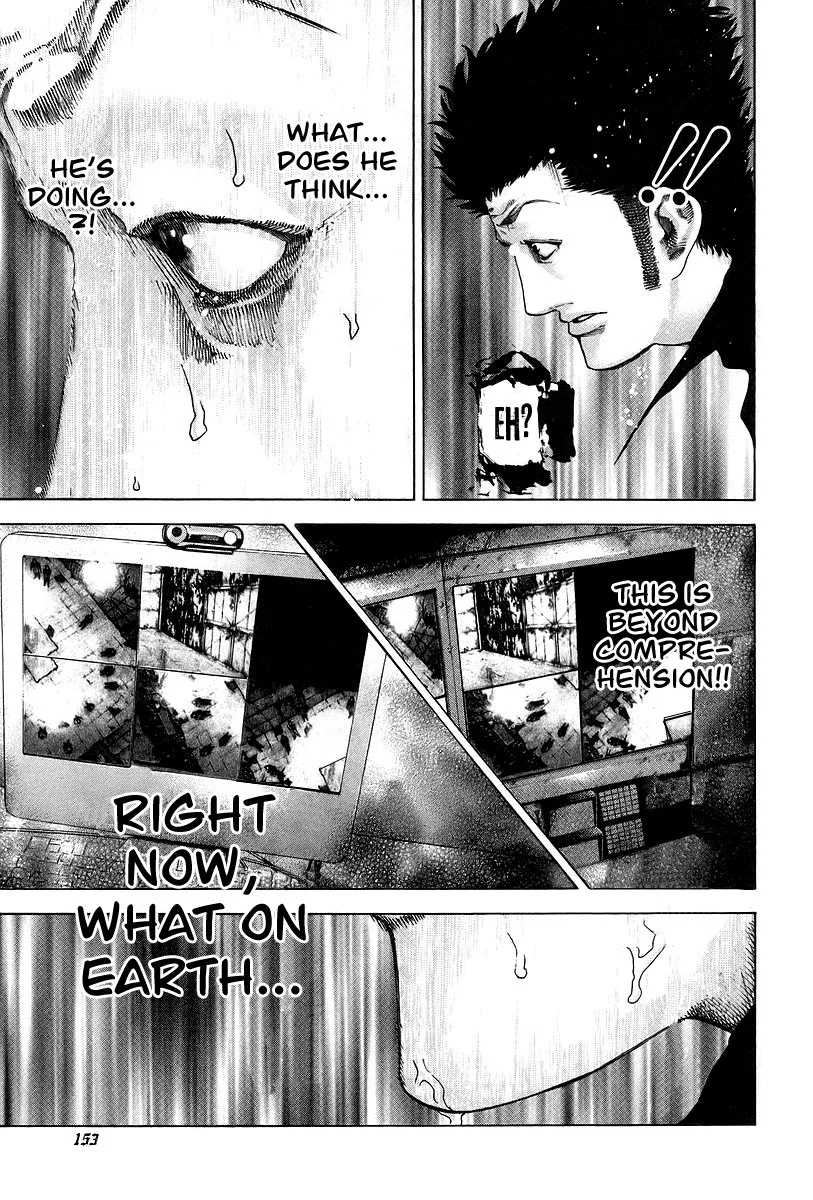 !!
EH?
WHAT...
DOES HE
THINK...
HE'S
DOING...
?!
THIS IS
BEYOND
COMPRE-
HENSION!!
RIGHT
NOW,
WHAT ON
EARTH...
153